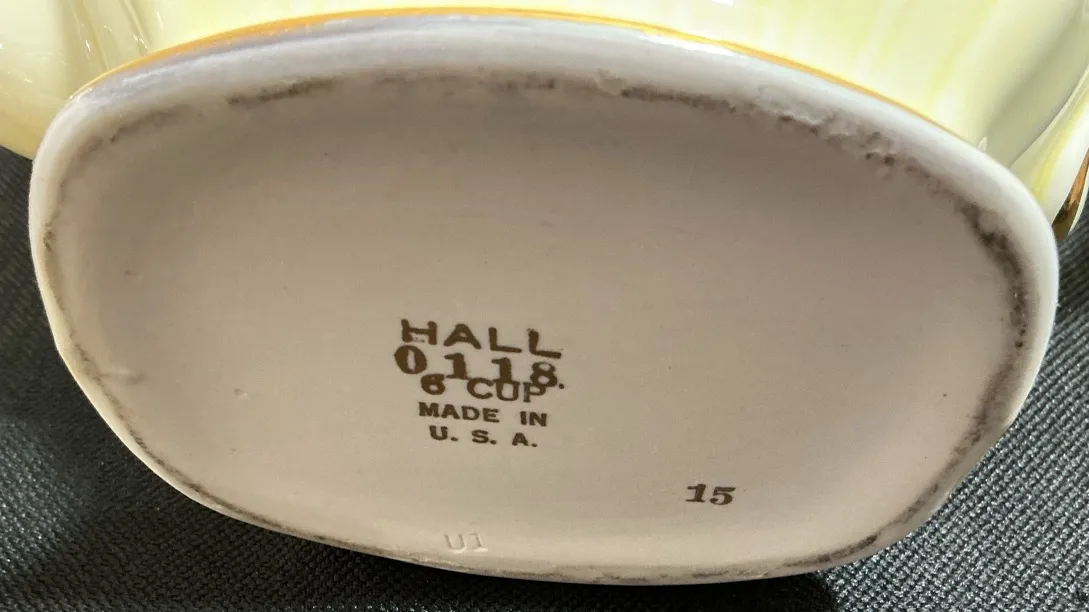 HALL
0118.
6 CUP
MADE IN
U. S. A.
15
U1